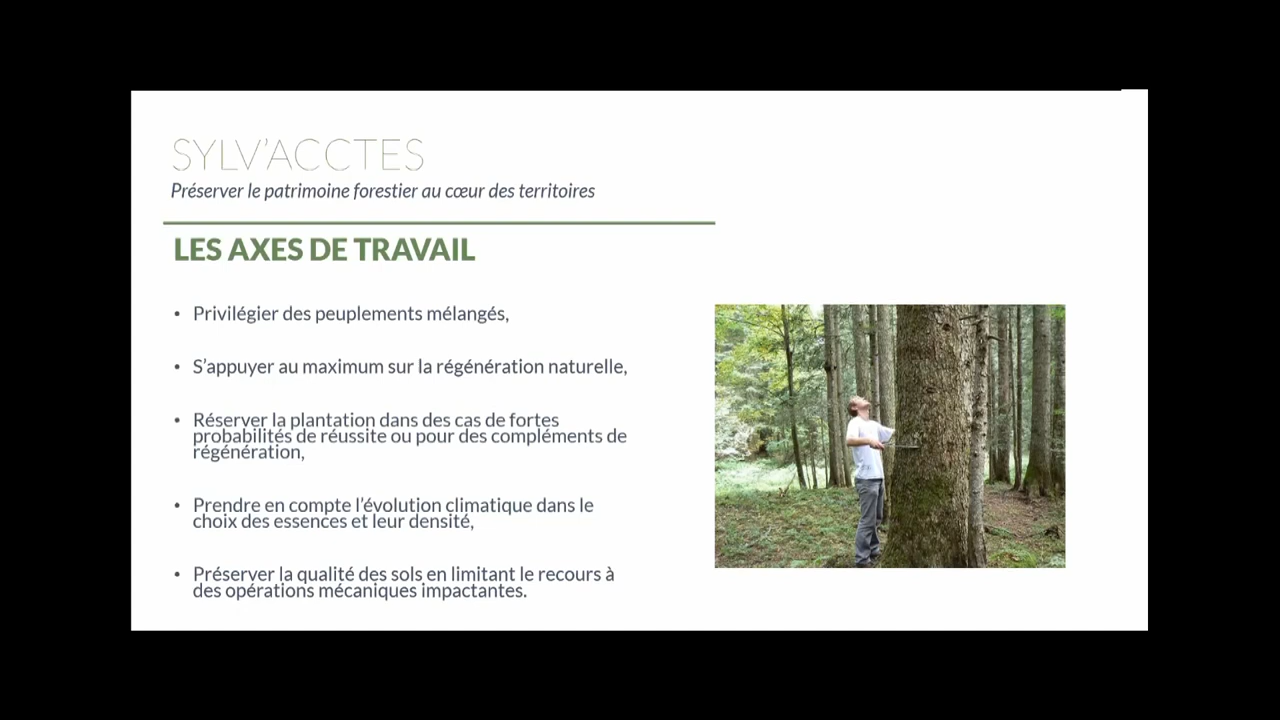 SYLV'ACCTES
Préserver le patrimoine forestier au cœur des territoires
LES AXES DE TRAVAIL
• Privilégier des peuplements mélangés,
• S'appuyer au maximum sur la régénération naturelle,
• Réserver la plantation dans des cas de fortes
probabilités de réussite ou pour des compléments de
régénération,
• Prendre en compte l'évolution climatique dans le
choix des essences et leur densité,
• Préserver la qualité des sols en limitant le recours à
des opérations mécaniques impactantes.